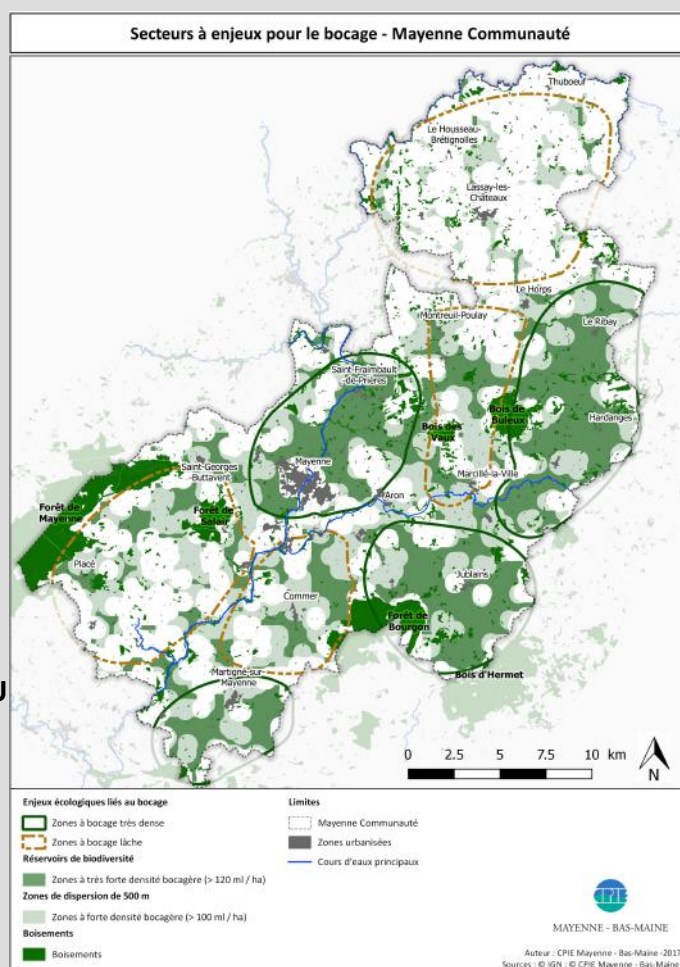 Secteurs à enjeux pour le bocage - Mayenne Communauté
Thuboeuf
Le Housseau-
Brétignolles
Lassay-les-
Châteaux
Le Horps
Montreuil-Poulay
Le Ribay
Saint-Fraimbault
-de-Prières
Bois de
Buleux
Hardanges
Bois des
Vaux
Mayenne
Marcillé-la-Ville
Saint-Georges
-Buttavent
Aron
Forêt de
Mayenne
Forêt de
Salair
Placé
Jublains
Commer
Forêt de
Bourgon
Bois d'Hermet
Martigné-sur-
Mayenne
U
0 2.5 5 7.5 10 km
N
Enjeux écologiques liés au bocage
Zones à bocage très dense
Zones à bocage lâche
Réservoirs de biodiversité
Zones à très forte densité bocagère (> 120 ml / ha)
Zones de dispersion de 500 m
Zones à forte densité bocagère (> 100 ml / ha)
Boisements
Boisements
Limites
Mayenne Communauté
Zones urbanisées
Cours d'eaux principaux
CPIE
MAYENNE - BAS-MAINE
Auteur : CPIE Mayenne - Bas-Maine -2017
Sources : © IGN ; © CPIE Mayenne - Bas-Maine